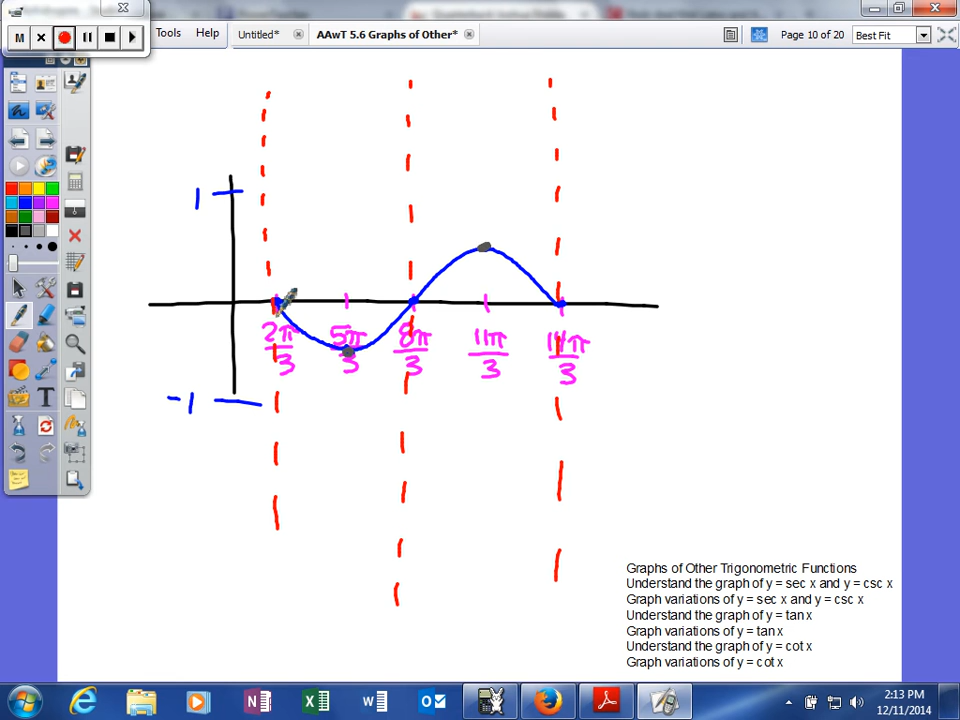 M
Tools Help Untitled* AAwT 5.6 Graphs of Other* Page 10 of 20 Best Fit
1
2π/3 5π/3 8π/3 11π/3 14π/3
-1
Graphs of Other Trigonometric Functions
Understand the graph of y = sec x and y = csc x
Graph variations of y = sec x and y = csc x
Understand the graph of y = tan x
Graph variations of y = tan x
Understand the graph of y = cot x
Graph variations of y = cot x
2:13 PM
12/11/2014